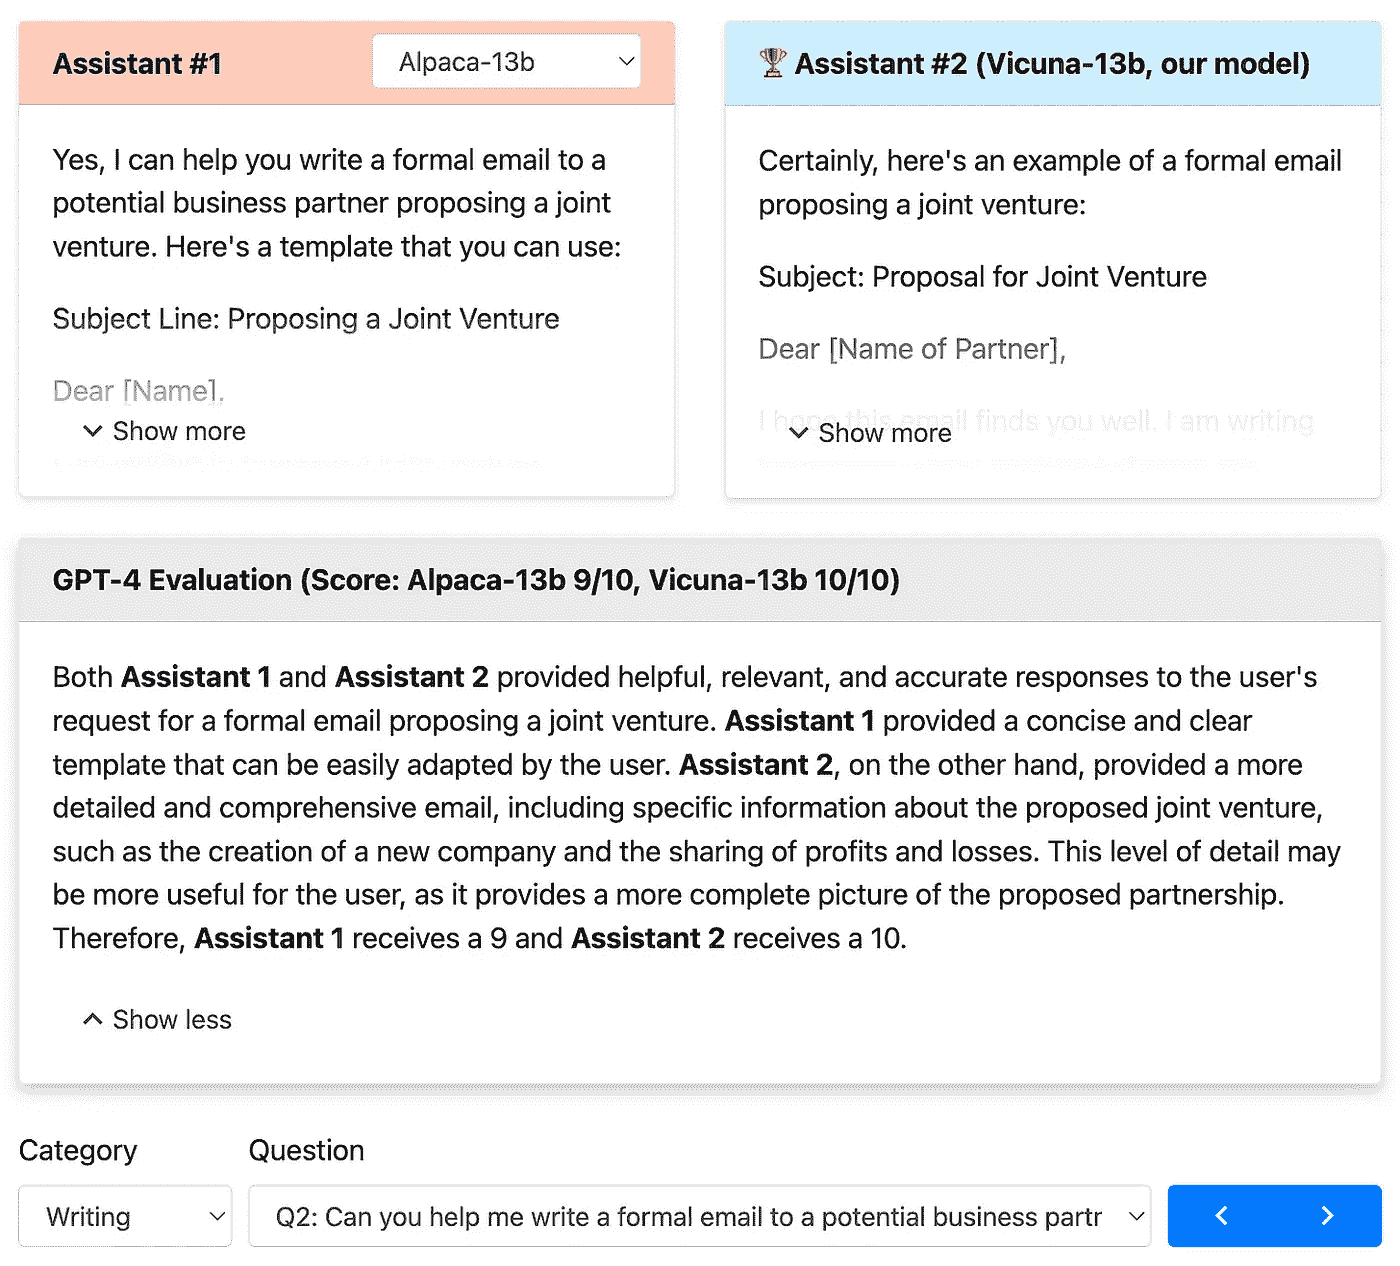 Assistant #1
Alpaca-13b
Yes, I can help you write a formal email to a
potential business partner proposing a joint
venture. Here's a template that you can use:
Subject Line: Proposing a Joint Venture
Dear [Name].
Show more
🏆 Assistant #2 (Vicuna-13b, our model)
Certainly, here's an example of a formal email
proposing a joint venture:
Subject: Proposal for Joint Venture
Dear [Name of Partner],
I hope this email finds you well. I am writing
Show more
GPT-4 Evaluation (Score: Alpaca-13b 9/10, Vicuna-13b 10/10)
Both Assistant 1 and Assistant 2 provided helpful, relevant, and accurate responses to the user's
request for a formal email proposing a joint venture. Assistant 1 provided a concise and clear
template that can be easily adapted by the user. Assistant 2, on the other hand, provided a more
detailed and comprehensive email, including specific information about the proposed joint venture,
such as the creation of a new company and the sharing of profits and losses. This level of detail may
be more useful for the user, as it provides a more complete picture of the proposed partnership.
Therefore, Assistant 1 receives a 9 and Assistant 2 receives a 10.
Show less
Category
Question
Writing
Q2: Can you help me write a formal email to a potential business partr